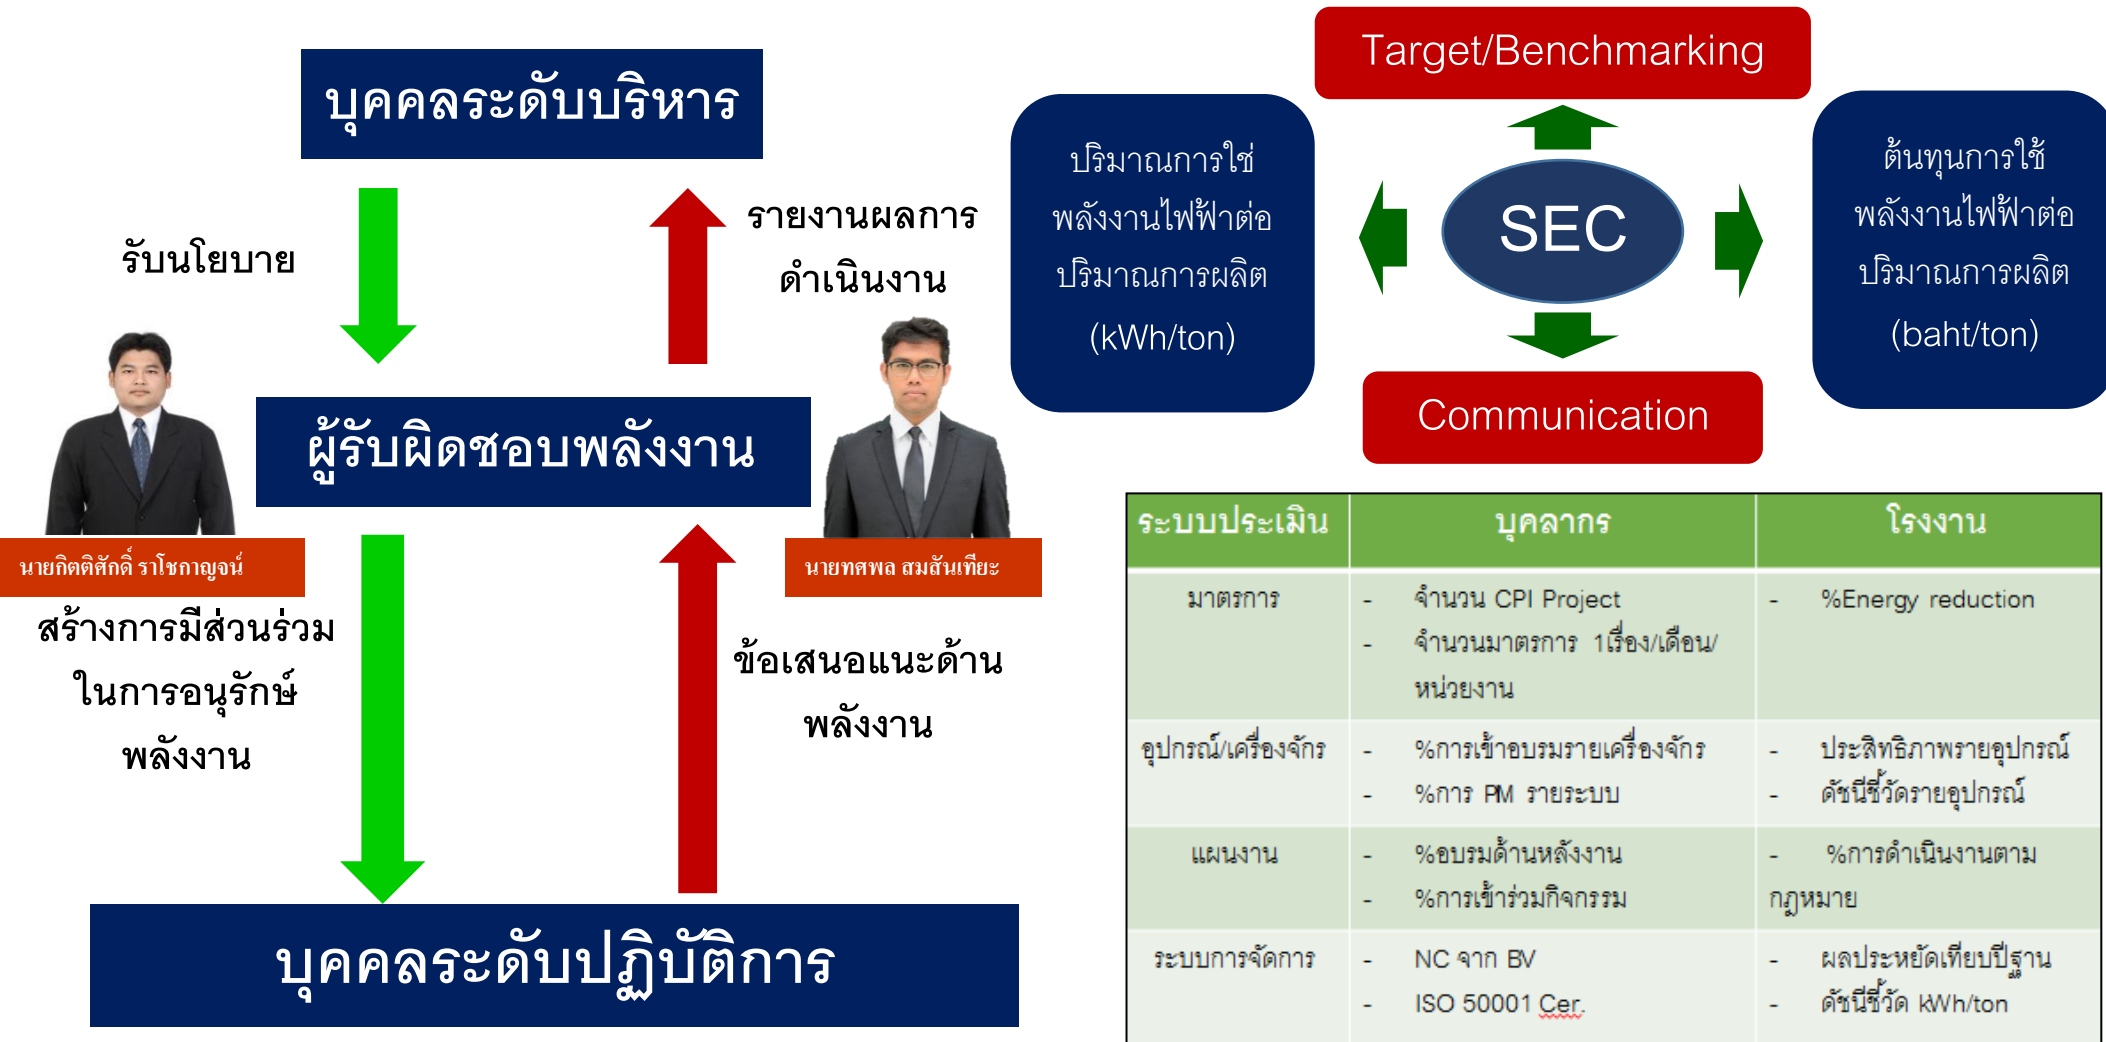 บุคคลระดับบริหาร
รับนโยบาย
รายงานผลการ
ดำเนินงาน
ผู้รับผิดชอบพลังงาน
นายกิตติศักดิ์ ราโชกาญจน์
นายทศพล สมสันเทียะ
สร้างการมีส่วนร่วม
ในการอนุรักษ์
พลังงาน
ข้อเสนอแนะด้าน
พลังงาน
บุคคลระดับปฏิบัติการ
Target/Benchmarking
ปริมาณการใช่
พลังงานไฟฟ้าต่อ
ปริมาณการผลิต
(kWh/ton)
SEC
ต้นทุนการใช้
พลังงานไฟฟ้าต่อ
ปริมาณการผลิต
(baht/ton)
Communication
ระบบประเมิน บุคลากร โรงงาน
มาตรการ - จำนวน CPI Project - %Energy reduction
- จำนวนมาตรการ 1เรื่อง/เดือน/
หน่วยงาน
อุปกรณ์/เครื่องจักร - %การเข้าอบรมรายเครื่องจักร - ประสิทธิภาพรายอุปกรณ์
- %การ PM รายระบบ - ดัชนีชี้วัดรายอุปกรณ์
แผนงาน - %อบรมด้านหลังงาน - %การดำเนินงานตาม
- %การเข้าร่วมกิจกรรม กฎหมาย
ระบบการจัดการ - NC จาก BV - ผลประหยัดเทียบปีฐาน
- ISO 50001 Cer. - ดัชนีชี้วัด kWh/ton